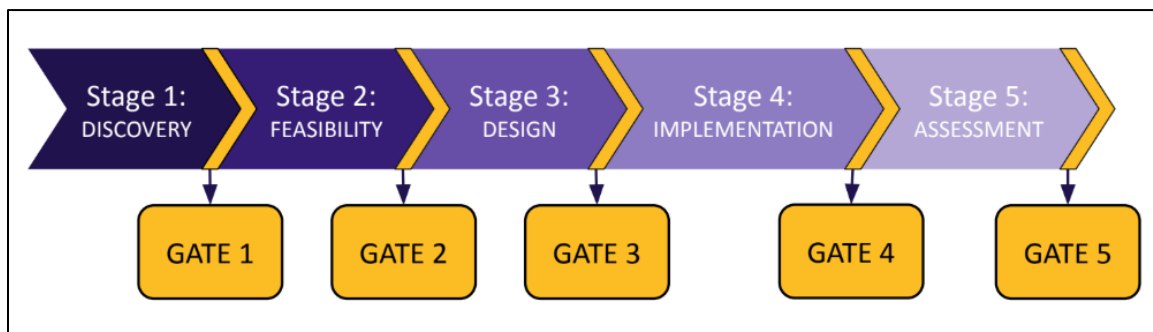 Stage 1:
DISCOVERY
Stage 2:
FEASIBILITY
Stage 3:
DESIGN
Stage 4:
IMPLEMENTATION
Stage 5:
ASSESSMENT
GATE 1
GATE 2
GATE 3
GATE 4
GATE 5